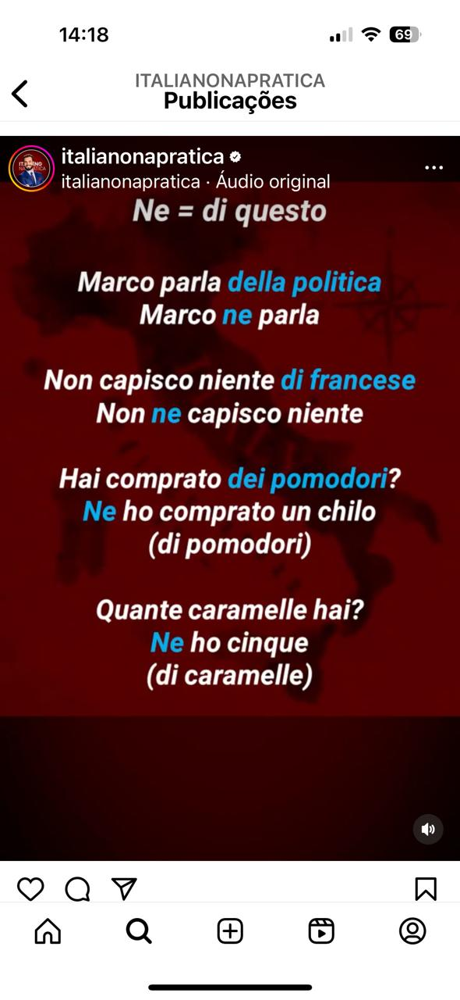 14:18
69
ITALIANONAPRATICA
Publicações
italianonapratica
italianonapratica · Áudio original
Ne = di questo
Marco parla della politica
Marco ne parla
Non capisco niente di francese
Non ne capisco niente
Hai comprato dei pomodori?
Ne ho comprato un chilo
(di pomodori)
Quante caramelle hai?
Ne ho cinque
(di caramelle)